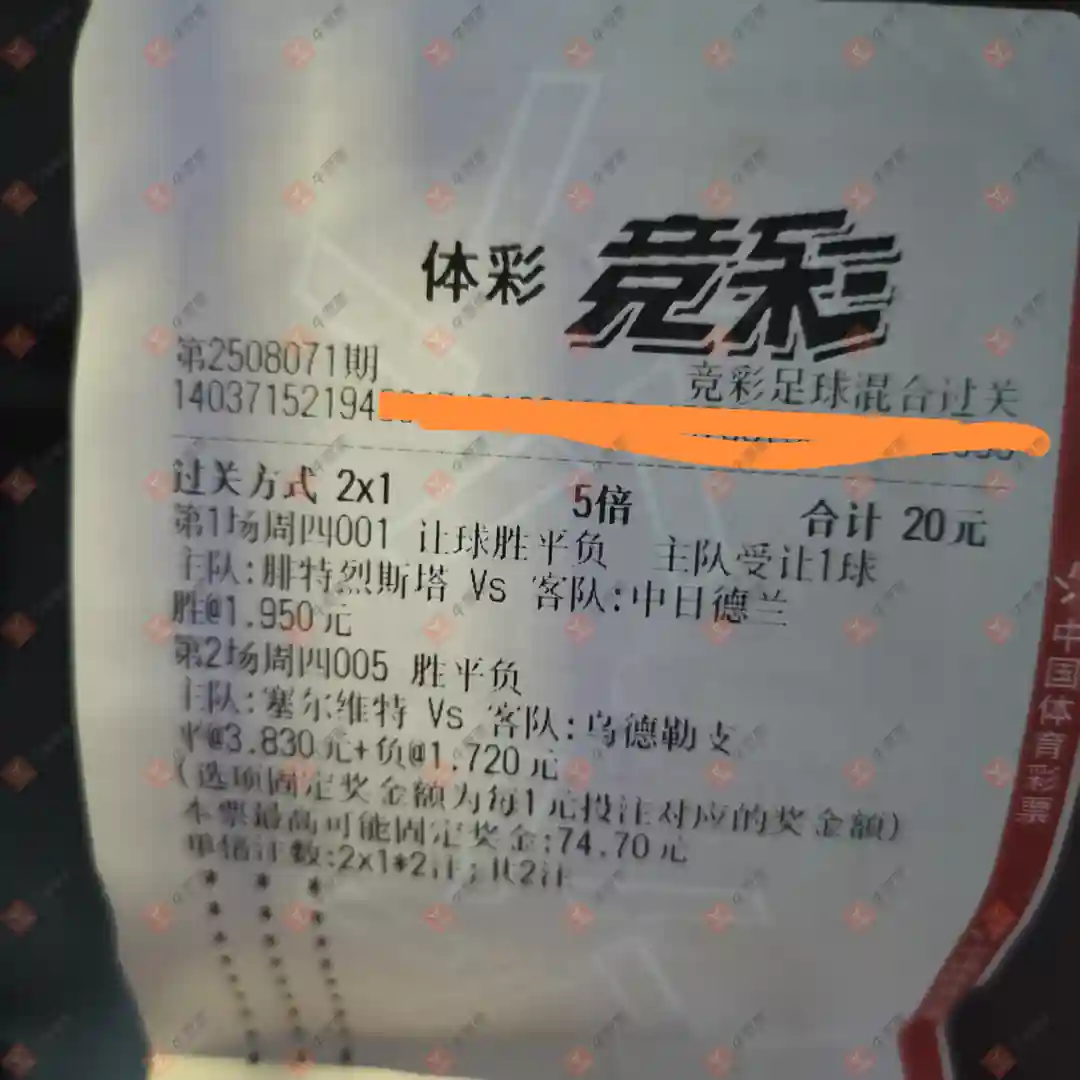 体彩 竞彩
第2508071期
竞彩足球混合过关
14037152194
过关方式 2x1 5倍 合计 20元
第1场周四001 让球胜平负 主队受让1球
主队:腓特烈斯塔 Vs 客队:中日德兰
胜@1.950元
第2场周四005 胜平负
主队:塞尔维特 Vs 客队:乌德勒支
平@3.830元+负@1.720元
(选项固定奖金额为每1元投注对应的奖金额)
本票最高可能固定奖金:74.70元
单倍注数:2x1*2注;共2注
中国体育彩票